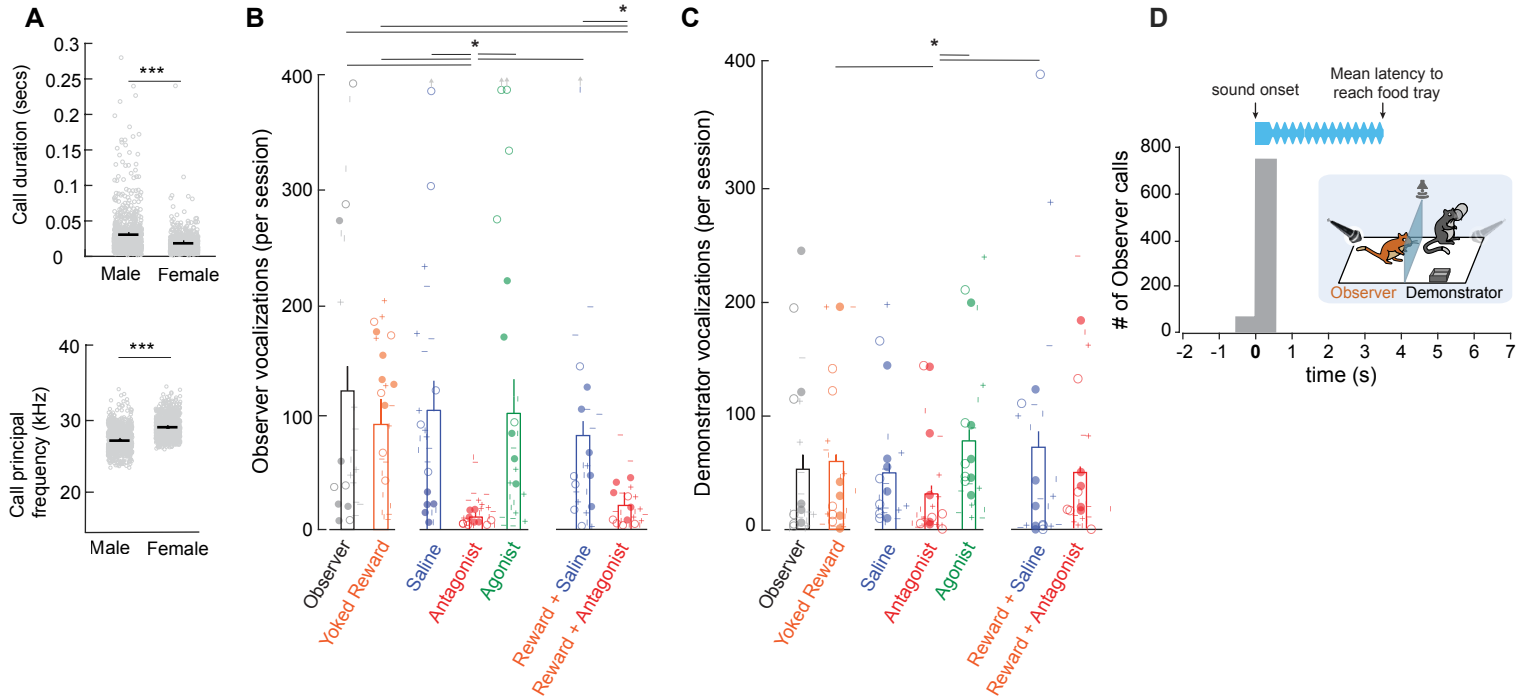 A
Call duration (secs)
0.3
0.25
0.2
0.15
0.1
0.05
0
***
Male
Female
Call principal
frequency (kHz)
40
30
20
***
Male
Female
B
Observer vocalizations (per session)
400
300
200
100
0
*
*
Observer
Yoked Reward
Saline
Antagonist
Agonist
Reward + Saline
Reward + Antagonist
C
Demonstrator vocalizations (per session)
400
300
200
100
0
*
Observer
Yoked Reward
Saline
Antagonist
Agonist
Reward + Saline
Reward + Antagonist
D
Mean latency to
reach food tray
sound onset
# of Observer calls
800
600
400
200
0
-2 -1 0 1 2 3 4 5 6 7
time (s)
Observer Demonstrator